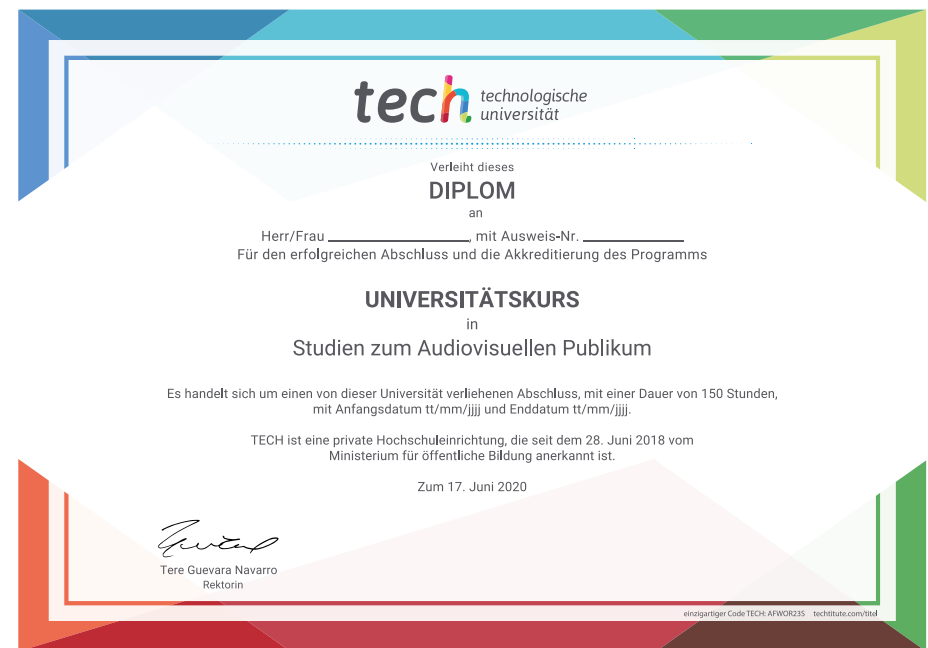 tech technologische
universität
Verleiht dieses
DIPLOM
an
Herr/Frau ____________________, mit Ausweis-Nr. ______________
Für den erfolgreichen Abschluss und die Akkreditierung des Programms
UNIVERSITÄTSKURS
in
Studien zum Audiovisuellen Publikum
Es handelt sich um einen von dieser Universität verliehenen Abschluss, mit einer Dauer von 150 Stunden,
mit Anfangsdatum tt/mm/jjjj und Enddatum tt/mm/jjjj.
TECH ist eine private Hochschuleinrichtung, die seit dem 28. Juni 2018 vom
Ministerium für öffentliche Bildung anerkannt ist.
Zum 17. Juni 2020
Tere Guevara Navarro
Rektorin
einzigartiger Code TECH: AFWOR23S techtitute.com/titel